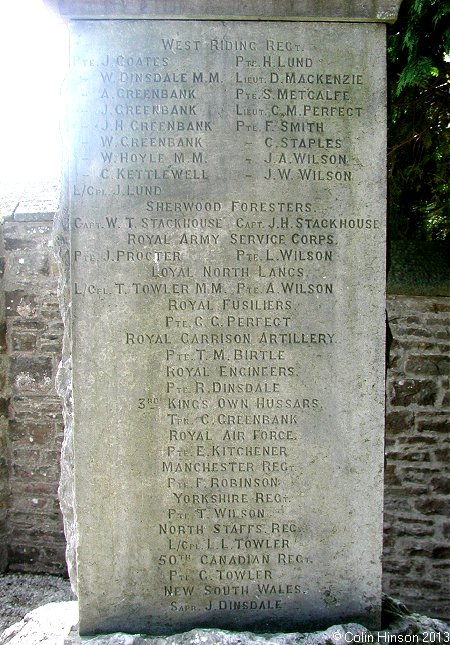 WEST RIDING REGT.
PTE. J. COATES PTE. H. LUND
- W. DINSDALE M.M. LIEUT. D. MACKENZIE
- A. GREENBANK PTE. S. METCALFE
- J. GREENBANK LIEUT. C. M. PERFECT
- J. H. GREENBANK PTE. F. SMITH
- W. GREENBANK - C. STAPLES
- W. HOYLE M.M. - J. A. WILSON
- C. KETTLEWELL - J. W. WILSON
L/CPL. J. LUND
SHERWOOD FORESTERS.
CAPT. W. T. STACKHOUSE CAPT. J. H. STACKHOUSE
ROYAL ARMY SERVICE CORPS.
PTE. J. PROCTER PTE. L. WILSON
LOYAL NORTH LANCS.
L/CPL. T. TOWLER M.M. PTE. A. WILSON
ROYAL FUSILIERS.
PTE. G. G. PERFECT
ROYAL GARRISON ARTILLERY.
PTE. T. M. BIRTLE
ROYAL ENGINEERS.
PTE. R. DINSDALE
3RD KING'S OWN HUSSARS.
TPR. C. GREENBANK
ROYAL AIR FORCE.
PTE. E. KITCHENER
MANCHESTER REGT.
PTE. F. ROBINSON
YORKSHIRE REGT.
PTE. T. WILSON
NORTH STAFFS. REGT.
L/CPL. L. L. TOWLER
50TH CANADIAN REGT.
PTE. G. TOWLER
NEW SOUTH WALES.
SAPR. J. DINSDALE
© Colin Hinson 2013